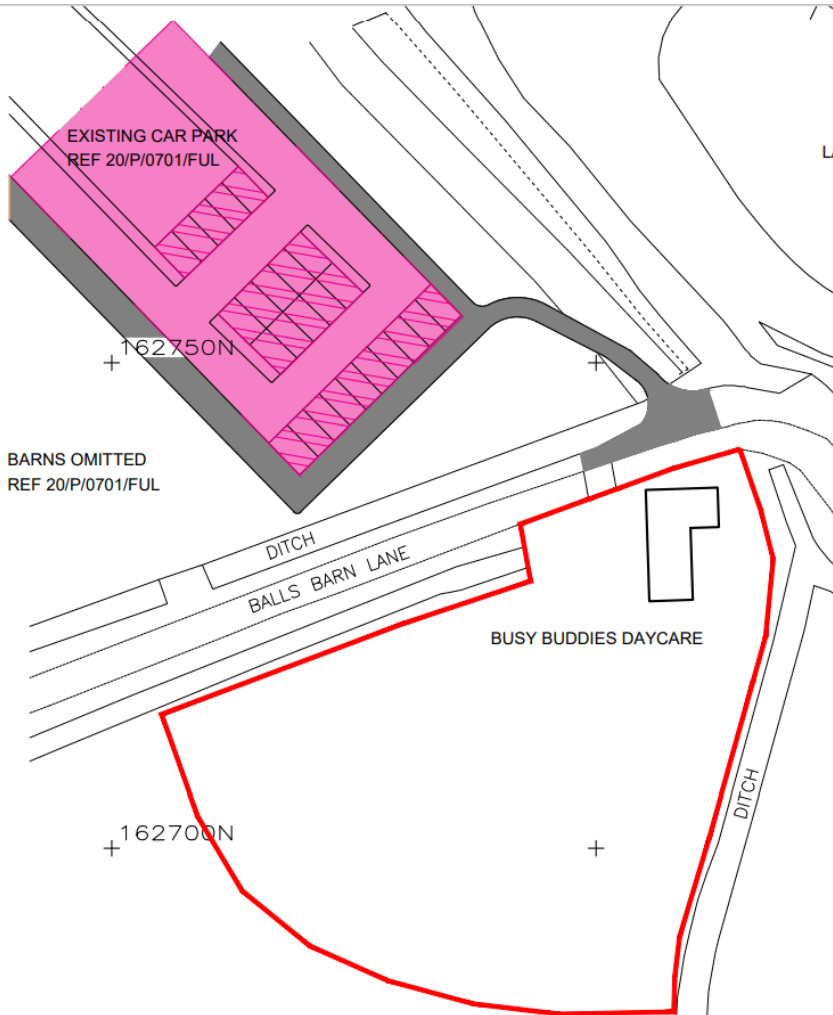 EXISTING CAR PARK
REF 20/P/0701/FUL
LA
162750N
BARNS OMITTED
REF 20/P/0701/FUL
DITCH
BALLS BARN LANE
BUSY BUDDIES DAYCARE
DITCH
162700N